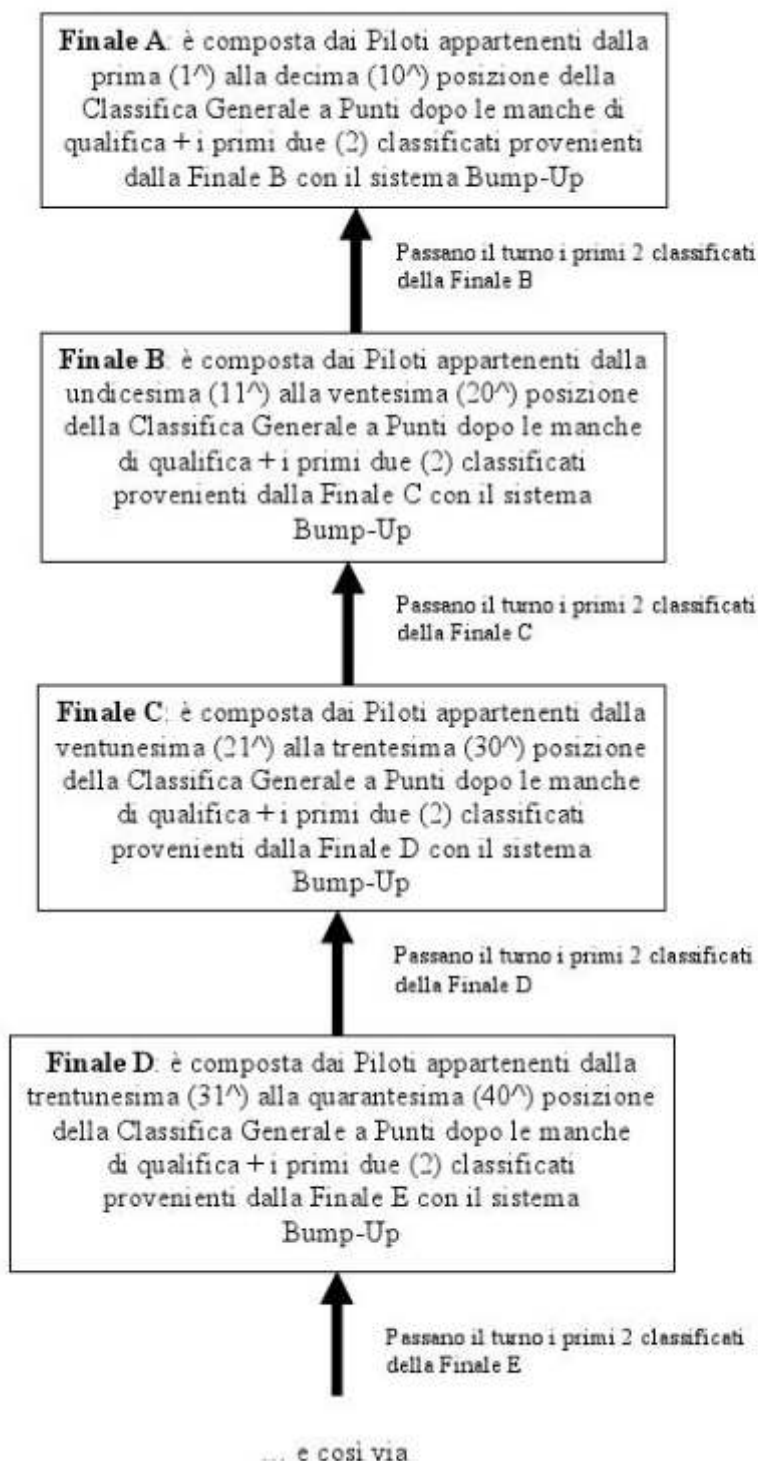 Finale A: è composta dai Piloti appartenenti dalla
prima (1^) alla decima (10^) posizione della
Classifica Generale a Punti dopo le manche di
qualifica + i primi due (2) classificati provenienti
dalla Finale B con il sistema Bump-Up
Passano il turno i primi 2 classificati
della Finale B
Finale B: è composta dai Piloti appartenenti dalla
undicesima (11^) alla ventesima (20^) posizione
della Classifica Generale a Punti dopo le manche
di qualifica + i primi due (2) classificati
provenienti dalla Finale C con il sistema
Bump-Up
Passano il turno i primi 2 classificati
della Finale C
Finale C: è composta dai Piloti appartenenti dalla
ventunesima (21^) alla trentesima (30^) posizione
della Classifica Generale a Punti dopo le manche
di qualifica + i primi due (2) classificati
provenienti dalla Finale D con il sistema
Bump-Up
Passano il turno i primi 2 classificati
della Finale D
Finale D: è composta dai Piloti appartenenti dalla
trentunesima (31^) alla quarantesima (40^) posizione
della Classifica Generale a Punti dopo le manche
di qualifica + i primi due (2) classificati
provenienti dalla Finale E con il sistema
Bump-Up
Passano il turno i primi 2 classificati
della Finale E
... e così via